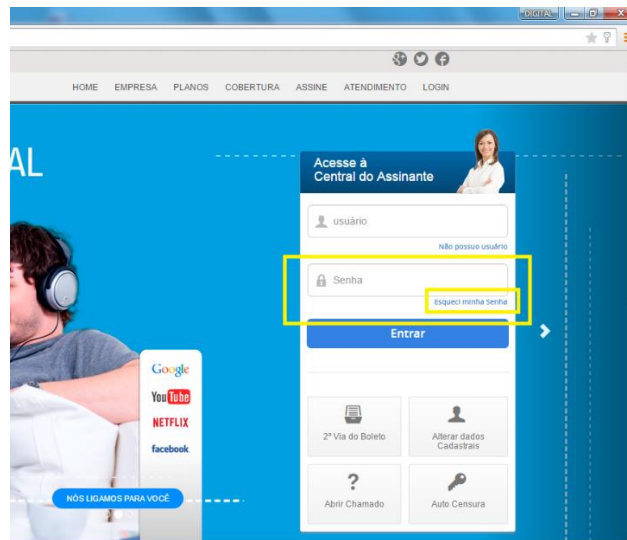 DIGITAL
HOME EMPRESA PLANOS COBERTURA ASSINE ATENDIMENTO LOGIN
AL
Acesse à
Central do Assinante
usuário
Não possuo usuário
Senha
Esqueci minha Senha
Entrar
Google
YouTube
NETFLIX
facebook
2ª Via do Boleto
Alterar dados
Cadastrais
Abrir Chamado
Auto Censura
NÓS LIGAMOS PARA VOCÊ